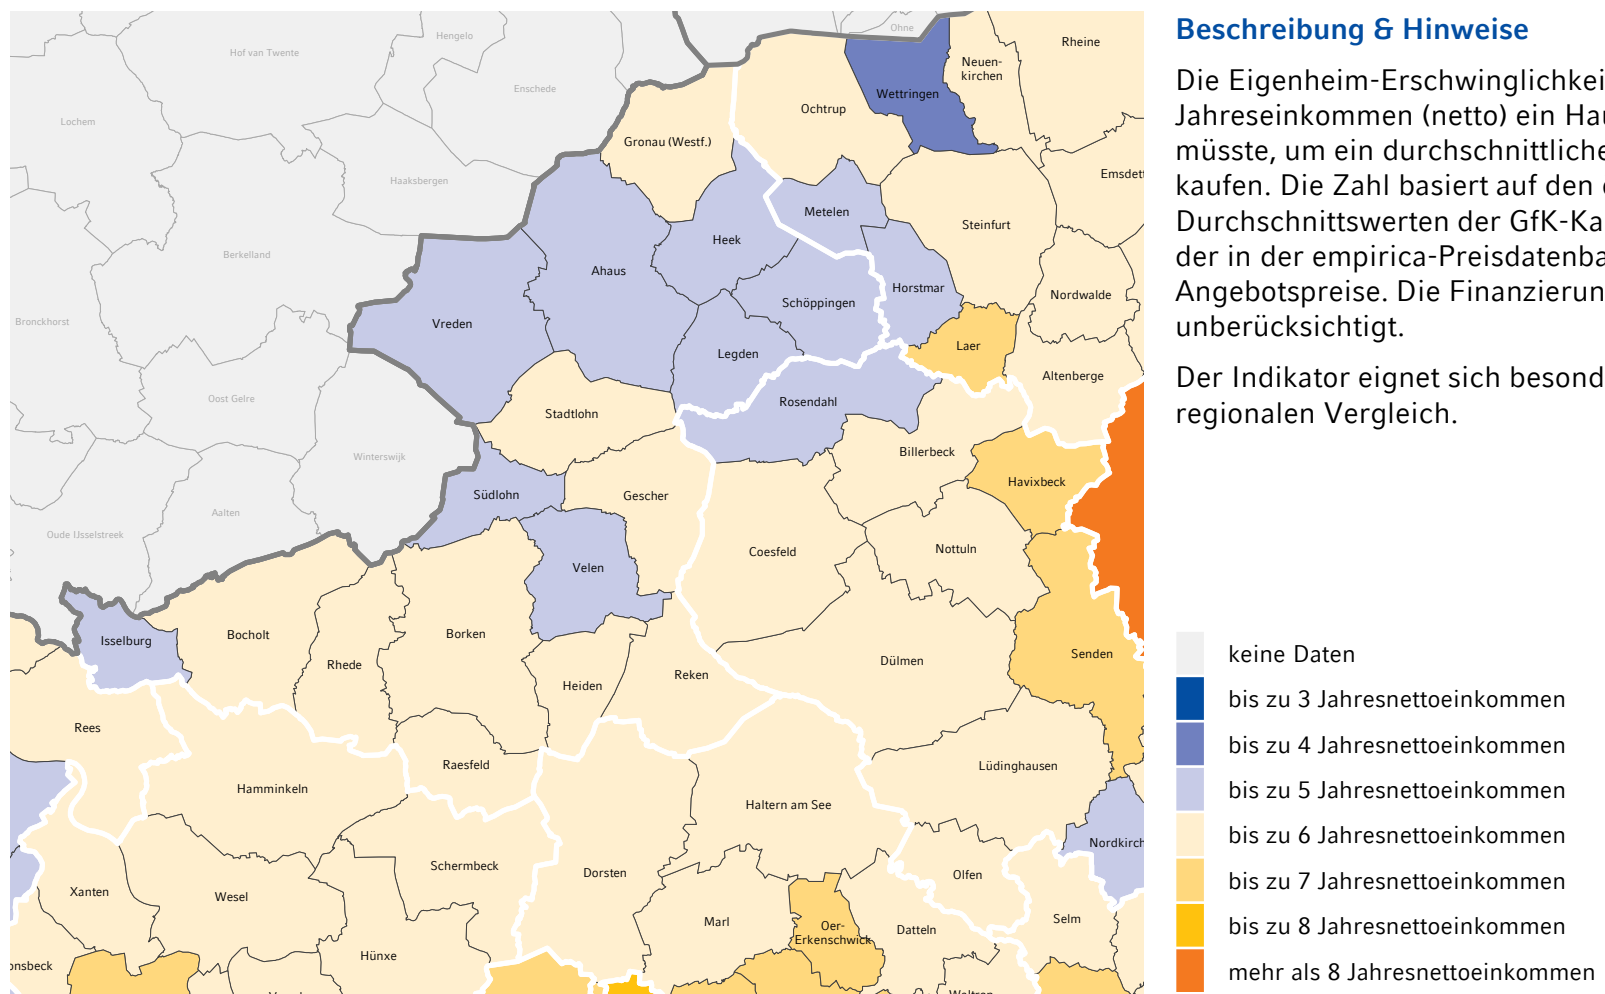 Ohne
Hengelo
Rheine
Hof van Twente
Neuen-
kirchen
Enschede
Wettringen
Ochtrup
Lochem
Gronau (Westf.)
Haaksbergen
Emsdett
Metelen
Steinfurt
Heek
Berkelland
Ahaus
Horstmar
Nordwalde
Schöppingen
Bronckhorst
Vreden
Laer
Legden
Altenberge
Oost Gelre
Rosendahl
Stadtlohn
Billerbeck
Winterswijk
Havixbeck
Südlohn
Gescher
Aalten
Oude IJsselstreek
Nottuln
Coesfeld
Velen
Bocholt
Borken
Isselburg
Senden
Dülmen
Rhede
Reken
Heiden
Rees
Raesfeld
Lüdinghausen
Hamminkeln
Haltern am See
Nordkirch
Schermbeck
Dorsten
Olfen
Xanten
Wesel
Selm
Marl
Oer-
Erkenschwick
Datteln
Hünxe
onsbeck
Beschreibung & Hinweise
Die Eigenheim-Erschwinglichkei
Jahreseinkommen (netto) ein Hau
müsste, um ein durchschnittliche
kaufen. Die Zahl basiert auf den
Durchschnittswerten der GfK-Ka
der in der empirica-Preisdatenba
Angebotspreise. Die Finanzierun
unberücksichtigt.
Der Indikator eignet sich besond
regionalen Vergleich.
keine Daten
bis zu 3 Jahresnettoeinkommen
bis zu 4 Jahresnettoeinkommen
bis zu 5 Jahresnettoeinkommen
bis zu 6 Jahresnettoeinkommen
bis zu 7 Jahresnettoeinkommen
bis zu 8 Jahresnettoeinkommen
mehr als 8 Jahresnettoeinkommen